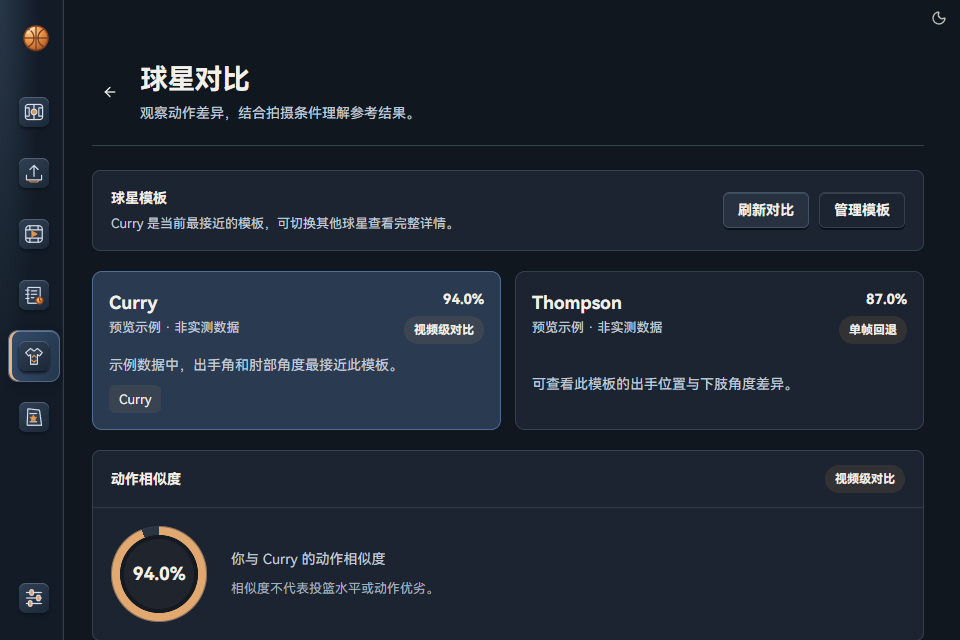 球星对比
观察动作差异，结合拍摄条件理解参考结果。
球星模板
Curry 是当前最接近的模板，可切换其他球星查看完整详情。
刷新对比
管理模板
Curry
94.0%
预览示例 · 非实测数据
视频级对比
示例数据中，出手角和肘部角度最接近此模板。
Curry
Thompson
87.0%
预览示例 · 非实测数据
单帧回退
可查看此模板的出手位置与下肢角度差异。
动作相似度
视频级对比
94.0%
你与 Curry 的动作相似度
相似度不代表投篮水平或动作优劣。